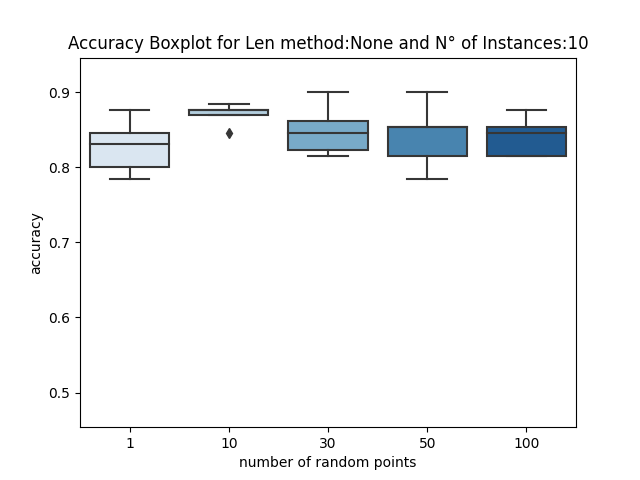 Accuracy Boxplot for Len method:None and N° of Instances:10
accuracy
0.9
0.8
0.7
0.6
0.5
1 10 30 50 100
number of random points